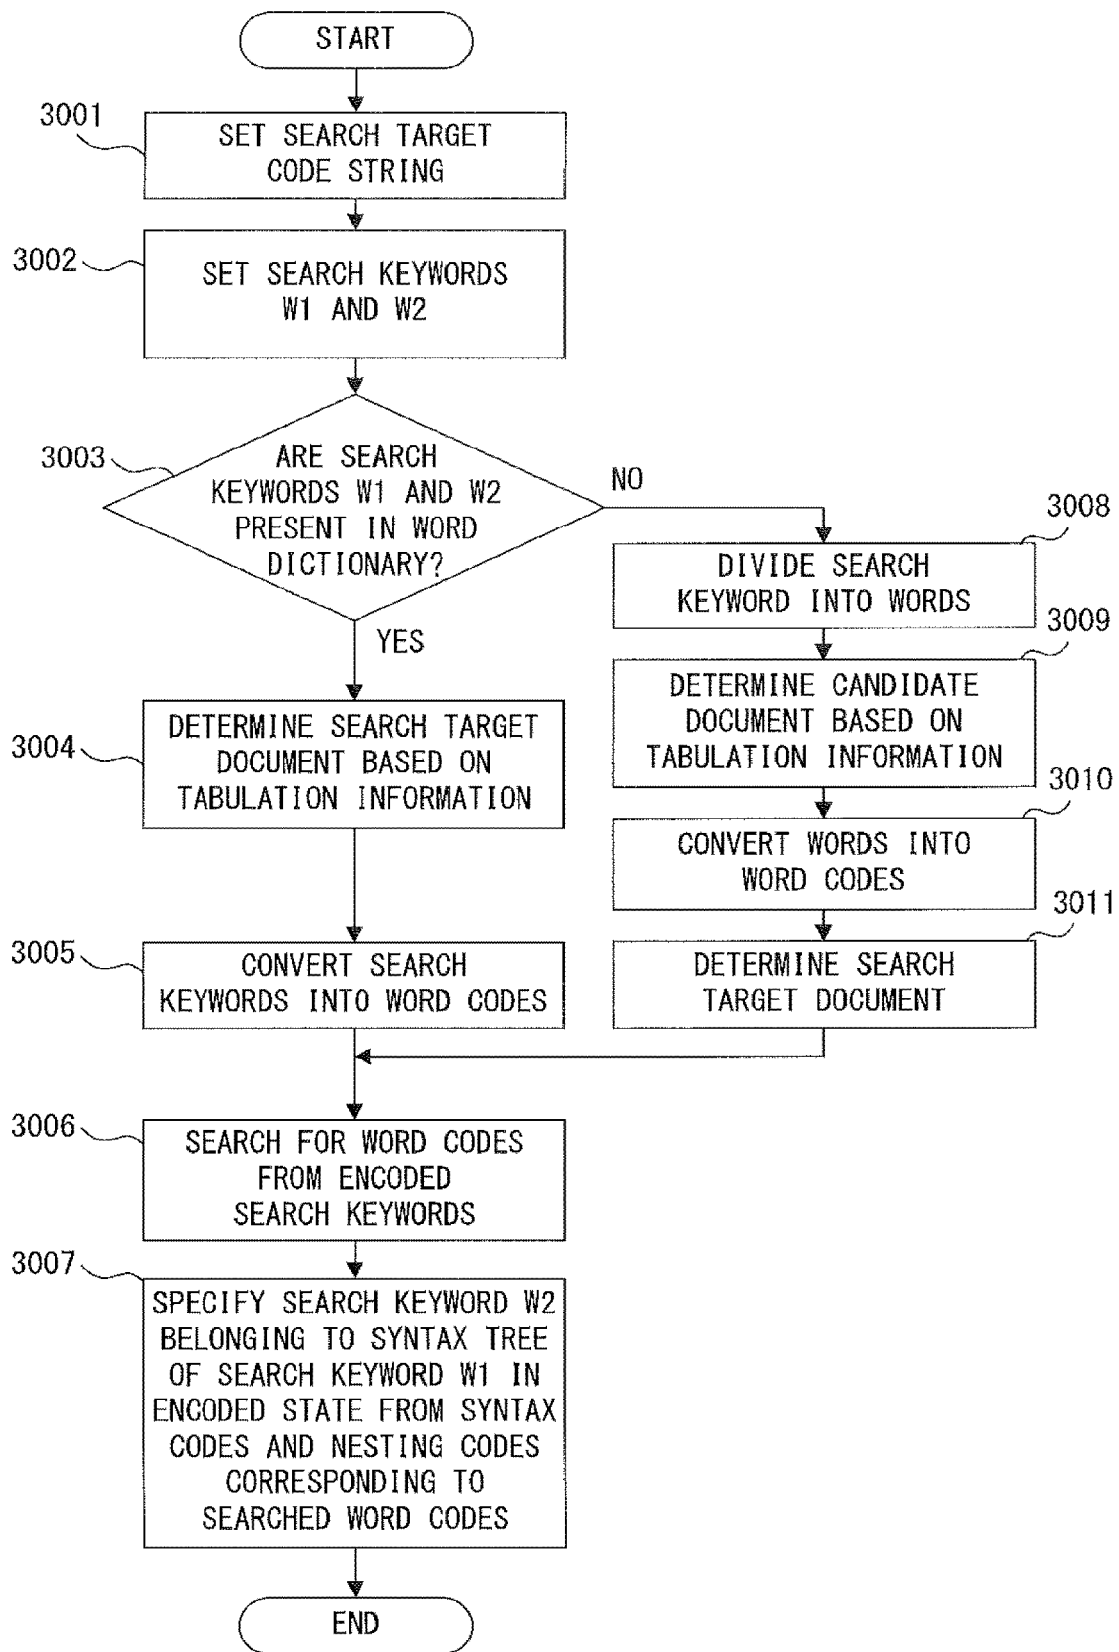 START
3001
SET SEARCH TARGET
CODE STRING
3002
SET SEARCH KEYWORDS
W1 AND W2
3003
ARE SEARCH
KEYWORDS W1 AND W2
PRESENT IN WORD
DICTIONARY?
NO
YES
3008
DIVIDE SEARCH
KEYWORD INTO WORDS
3009
DETERMINE CANDIDATE
DOCUMENT BASED ON
TABULATION INFORMATION
3004
DETERMINE SEARCH TARGET
DOCUMENT BASED ON
TABULATION INFORMATION
3010
CONVERT WORDS INTO
WORD CODES
3011
DETERMINE SEARCH
TARGET DOCUMENT
3005
CONVERT SEARCH
KEYWORDS INTO WORD CODES
3006
SEARCH FOR WORD CODES
FROM ENCODED
SEARCH KEYWORDS
3007
SPECIFY SEARCH KEYWORD W2
BELONGING TO SYNTAX TREE
OF SEARCH KEYWORD W1 IN
ENCODED STATE FROM SYNTAX
CODES AND NESTING CODES
CORRESPONDING TO
SEARCHED WORD CODES
END